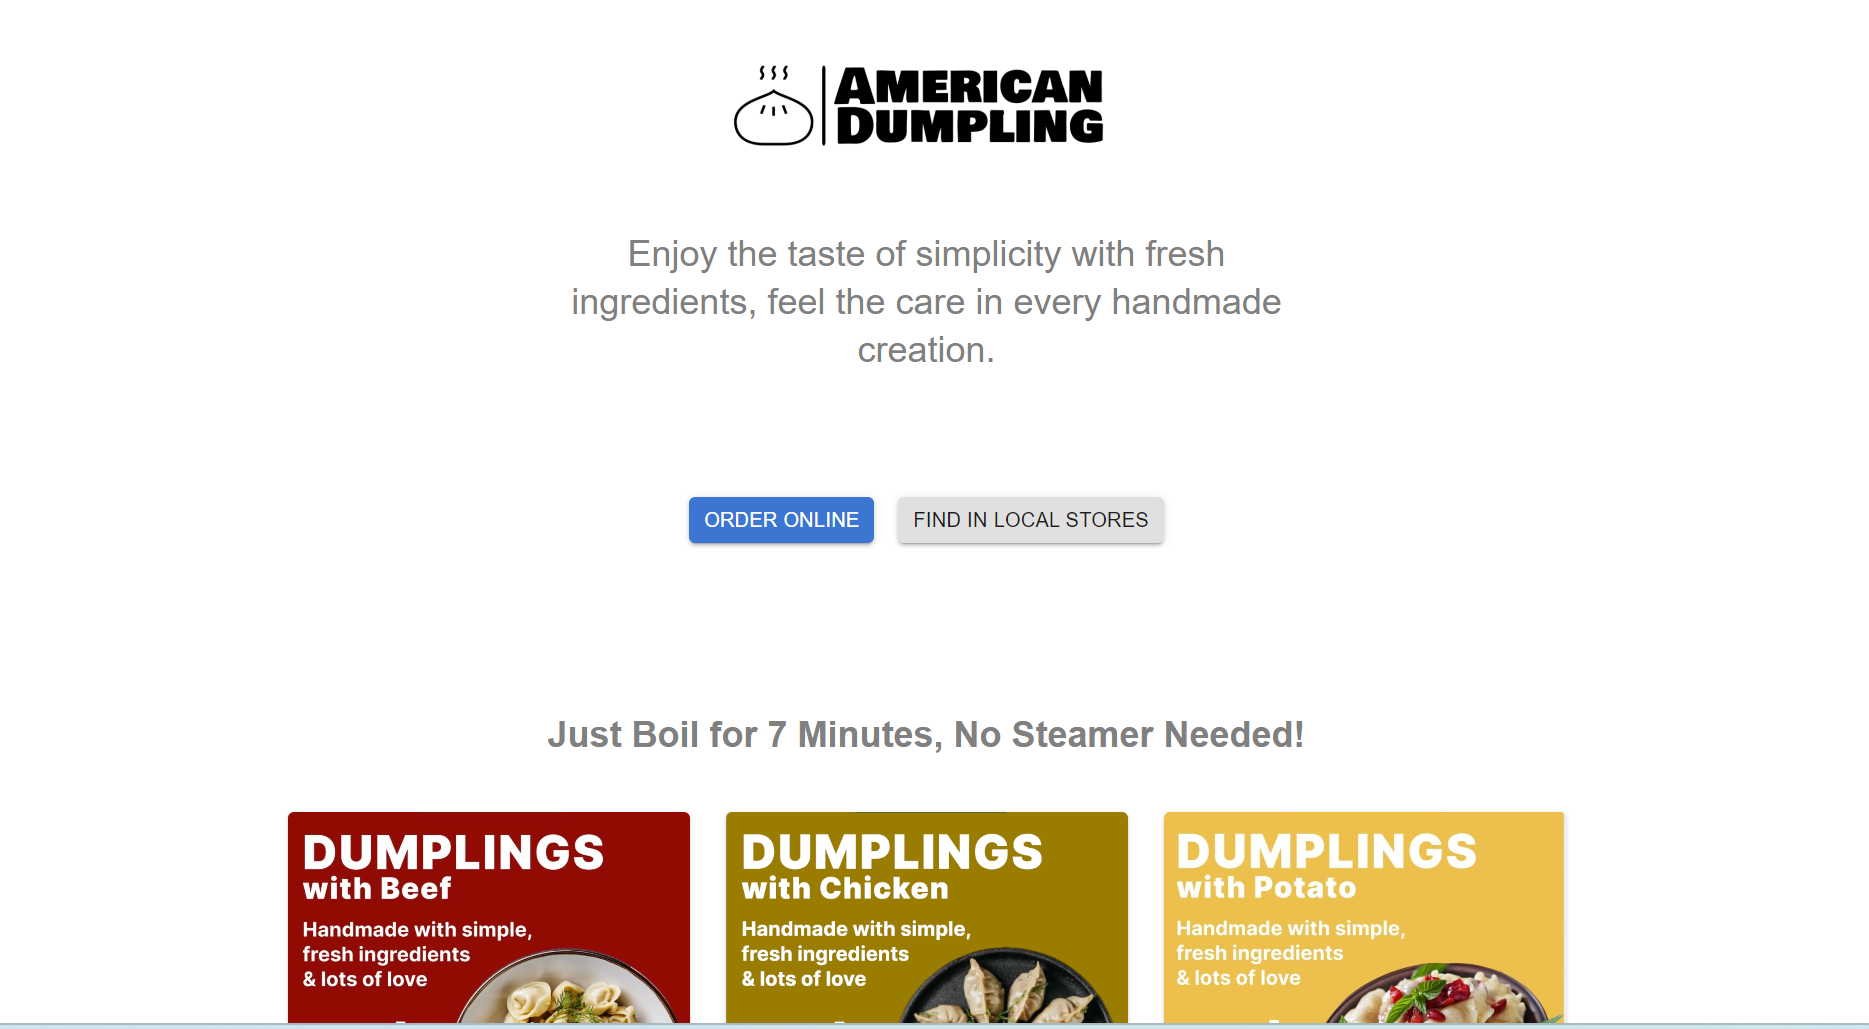 AMERICAN
DUMPLING
Enjoy the taste of simplicity with fresh
ingredients, feel the care in every handmade
creation.
ORDER ONLINE
FIND IN LOCAL STORES
Just Boil for 7 Minutes, No Steamer Needed!
DUMPLINGS
with Beef
Handmade with simple,
fresh ingredients
& lots of love
DUMPLINGS
with Chicken
Handmade with simple,
fresh ingredients
& lots of love
DUMPLINGS
with Potato
Handmade with simple,
fresh ingredients
& lots of love